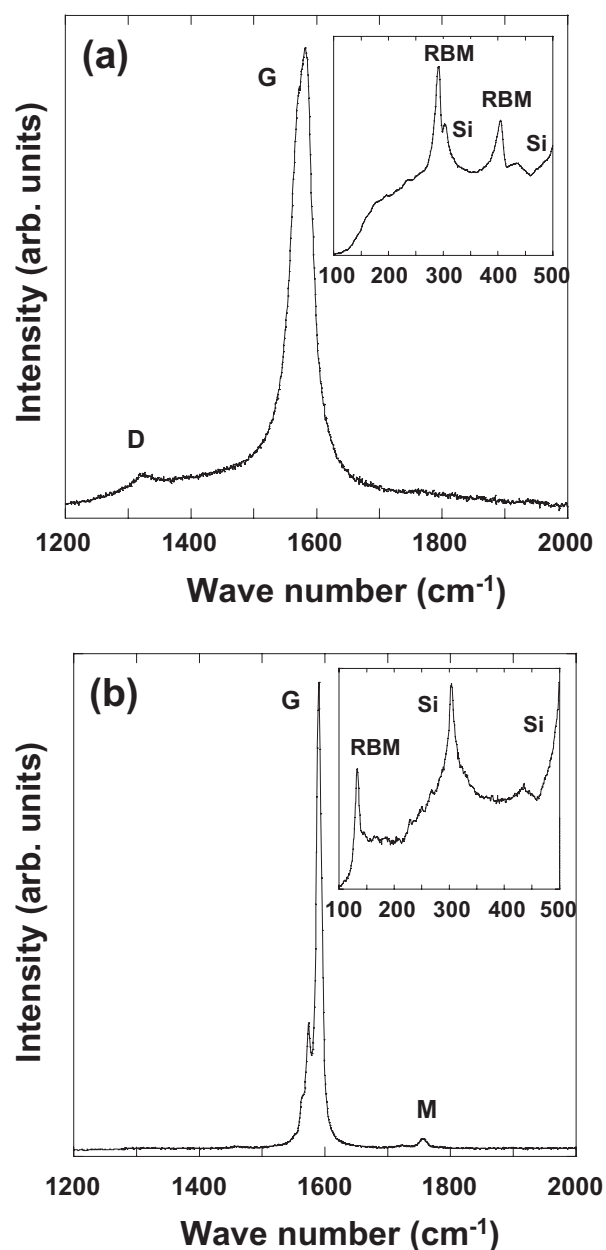 (a)
G
D
RBM
Si
RBM
Si
100 200 300 400 500
Intensity (arb. units)
1200 1400 1600 1800 2000
Wave number (cm⁻¹)
(b)
G
M
RBM
Si
Si
100 200 300 400 500
Intensity (arb. units)
1200 1400 1600 1800 2000
Wave number (cm⁻¹)